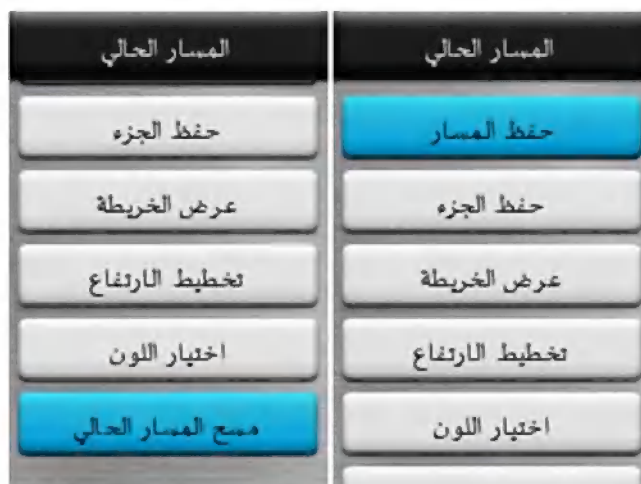 المسار الحالي
حفظ المسار
حفظ الجزء
عرض الخريطة
تخطيط الارتفاع
اختيار اللون
المسار الحالي
حفظ الجزء
عرض الخريطة
تخطيط الارتفاع
اختيار اللون
مسح المسار الحالي